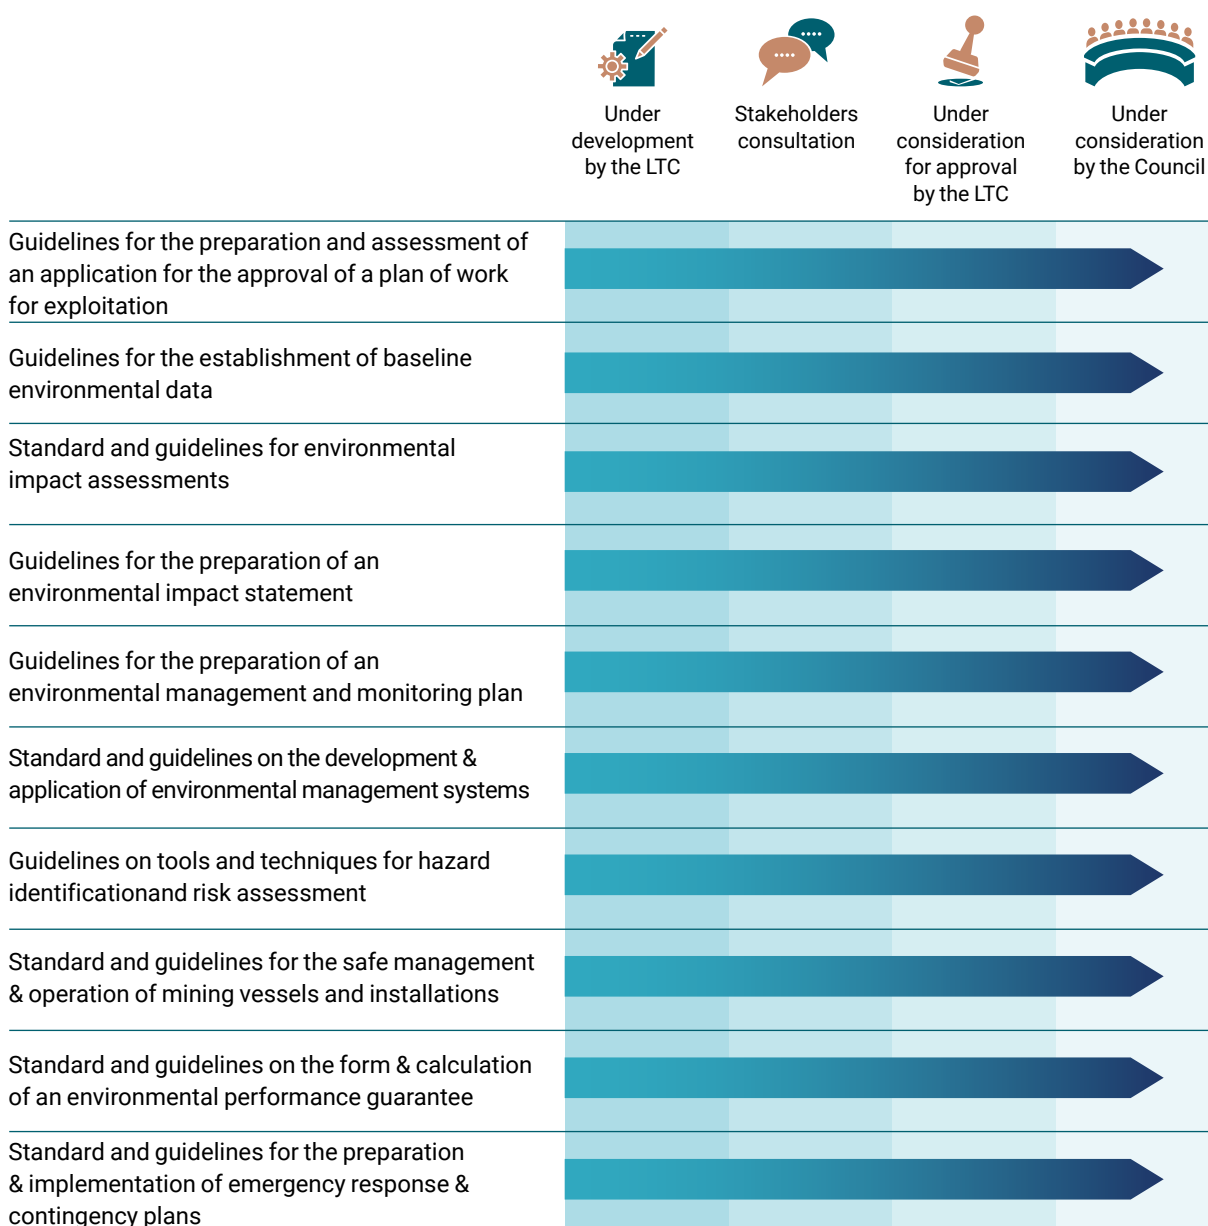 Under
development
by the LTC
Stakeholders
consultation
Under
consideration
for approval
by the LTC
Under
consideration
by the Council
Guidelines for the preparation and assessment of
an application for the approval of a plan of work
for exploitation
Guidelines for the establishment of baseline
environmental data
Standard and guidelines for environmental
impact assessments
Guidelines for the preparation of an
environmental impact statement
Guidelines for the preparation of an
environmental management and monitoring plan
Standard and guidelines on the development &
application of environmental management systems
Guidelines on tools and techniques for hazard
identificationand risk assessment
Standard and guidelines for the safe management
& operation of mining vessels and installations
Standard and guidelines on the form & calculation
of an environmental performance guarantee
Standard and guidelines for the preparation
& implementation of emergency response &
contingency plans